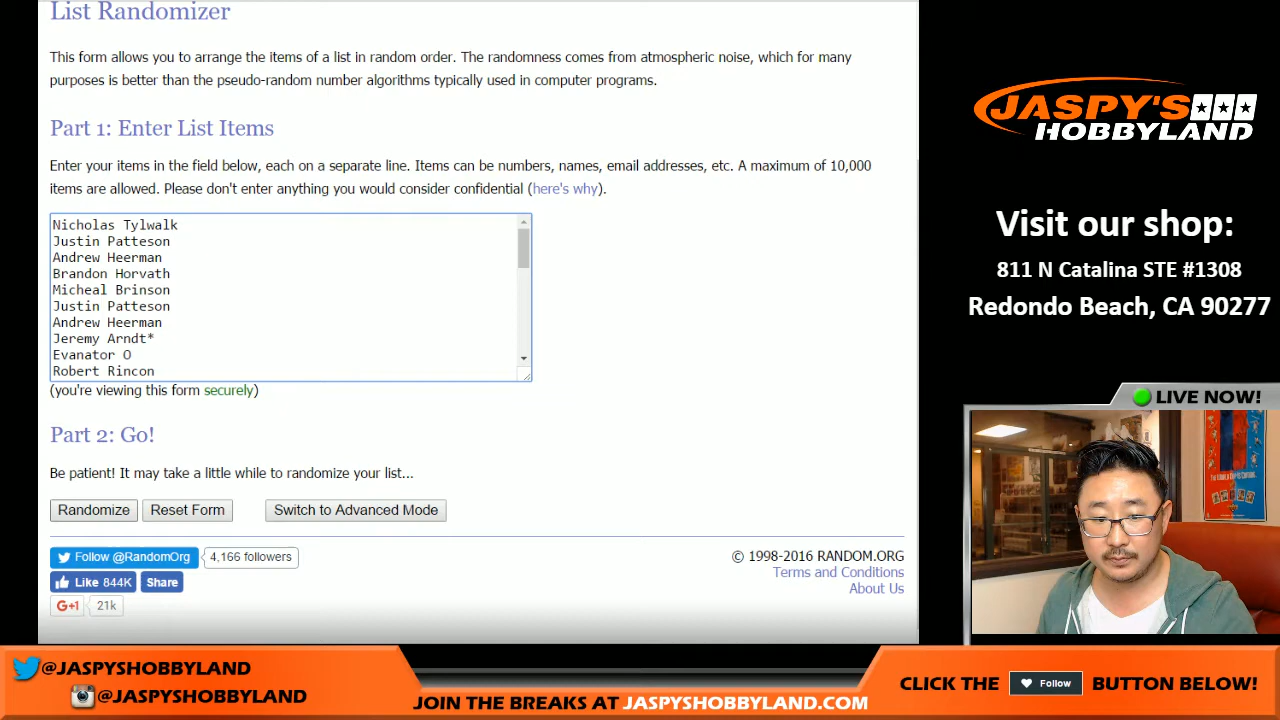 List Randomizer
This form allows you to arrange the items of a list in random order. The randomness comes from atmospheric noise, which for many
purposes is better than the pseudo-random number algorithms typically used in computer programs.
Part 1: Enter List Items
Enter your items in the field below, each on a separate line. Items can be numbers, names, email addresses, etc. A maximum of 10,000
items are allowed. Please don't enter anything you would consider confidential (here's why).
Nicholas Tylwalk
Justin Patteson
Andrew Heerman
Brandon Horvath
Micheal Brinson
Justin Patteson
Andrew Heerman
Jeremy Arndt*
Evanator O
Robert Rincon
(you're viewing this form securely)
Part 2: Go!
Be patient! It may take a little while to randomize your list...
Randomize Reset Form Switch to Advanced Mode
Follow @RandomOrg 4,166 followers
Like 844K Share
G+1 21k
© 1998-2016 RANDOM.ORG
Terms and Conditions
About Us
JASPY'S
HOBBYLAND
Visit our shop:
811 N Catalina STE #1308
Redondo Beach, CA 90277
LIVE NOW!
@JASPYSHOBBYLAND
@JASPYSHOBBYLAND
JOIN THE BREAKS AT JASPYSHOBBYLAND.COM
CLICK THE Follow BUTTON BELOW!